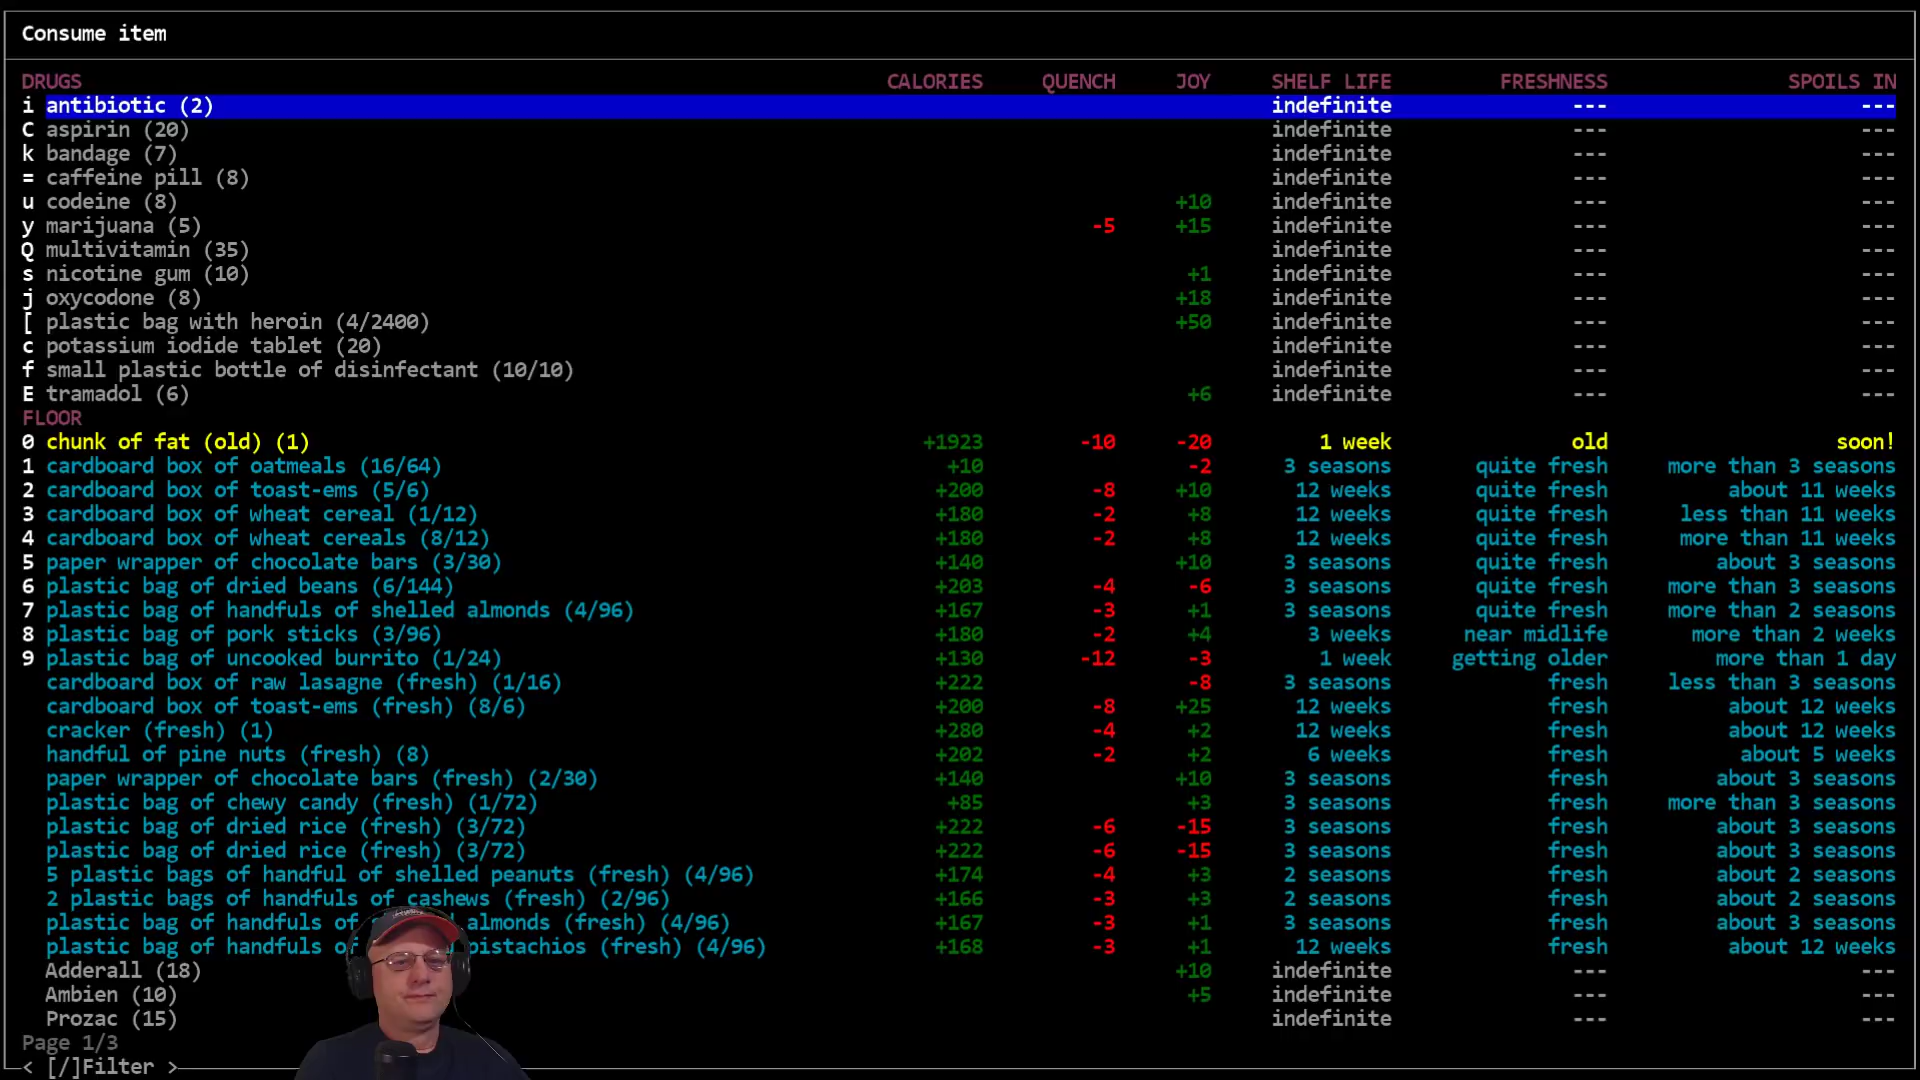 Consume item
DRUGS CALORIES QUENCH JOY SHELF LIFE FRESHNESS SPOILS IN
i antibiotic (2) indefinite --- ---
C aspirin (20) indefinite --- ---
k bandage (7) indefinite --- ---
= caffeine pill (8) indefinite --- ---
u codeine (8) +10 indefinite --- ---
y marijuana (5) -5 +15 indefinite --- ---
Q multivitamin (35) indefinite --- ---
s nicotine gum (10) +1 indefinite --- ---
j oxycodone (8) +18 indefinite --- ---
[ plastic bag with heroin (4/2400) +50 indefinite --- ---
c potassium iodide tablet (20) indefinite --- ---
f small plastic bottle of disinfectant (10/10) indefinite --- ---
E tramadol (6) +6 indefinite --- ---
FLOOR
0 chunk of fat (old) (1) +1923 -10 -20 1 week old soon!
1 cardboard box of oatmeals (16/64) +10 -2 3 seasons quite fresh more than 3 seasons
2 cardboard box of toast-ems (5/6) +200 -8 +10 12 weeks quite fresh about 11 weeks
3 cardboard box of wheat cereal (1/12) +180 -2 +8 12 weeks quite fresh less than 11 weeks
4 cardboard box of wheat cereals (8/12) +180 -2 +8 12 weeks quite fresh more than 11 weeks
5 paper wrapper of chocolate bars (3/30) +140 +10 3 seasons quite fresh about 3 seasons
6 plastic bag of dried beans (6/144) +203 -4 -6 3 seasons quite fresh more than 3 seasons
7 plastic bag of handfuls of shelled almonds (4/96) +167 -3 +1 3 seasons quite fresh more than 2 seasons
8 plastic bag of pork sticks (3/96) +180 -2 +4 3 weeks near midlife more than 2 weeks
9 plastic bag of uncooked burrito (1/24) +130 -12 -3 1 week getting older more than 1 day
cardboard box of raw lasagne (fresh) (1/16) +222 -8 3 seasons fresh less than 3 seasons
cardboard box of toast-ems (fresh) (8/6) +200 -8 +25 12 weeks fresh about 12 weeks
cracker (fresh) (1) +280 -4 +2 12 weeks fresh about 12 weeks
handful of pine nuts (fresh) (8) +202 -2 +2 6 weeks fresh about 5 weeks
paper wrapper of chocolate bars (fresh) (2/30) +140 +10 3 seasons fresh about 3 seasons
plastic bag of chewy candy (fresh) (1/72) +85 +3 3 seasons fresh more than 3 seasons
plastic bag of dried rice (fresh) (3/72) +222 -6 -15 3 seasons fresh about 3 seasons
plastic bag of dried rice (fresh) (3/72) +222 -6 -15 3 seasons fresh about 3 seasons
5 plastic bags of handful of shelled peanuts (fresh) (4/96) +174 -4 +3 2 seasons fresh about 2 seasons
2 plastic bags of handfuls of cashews (fresh) (2/96) +166 -3 +3 2 seasons fresh about 2 seasons
plastic bag of handfuls of almonds (fresh) (4/96) +167 -3 +1 3 seasons fresh about 3 seasons
plastic bag of handfuls of pistachios (fresh) (4/96) +168 -3 +1 12 weeks fresh about 12 weeks
Adderall (18) +10 indefinite --- ---
Ambien (10) +5 indefinite --- ---
Prozac (15) indefinite --- ---
Page 1/3
< [/]Filter >